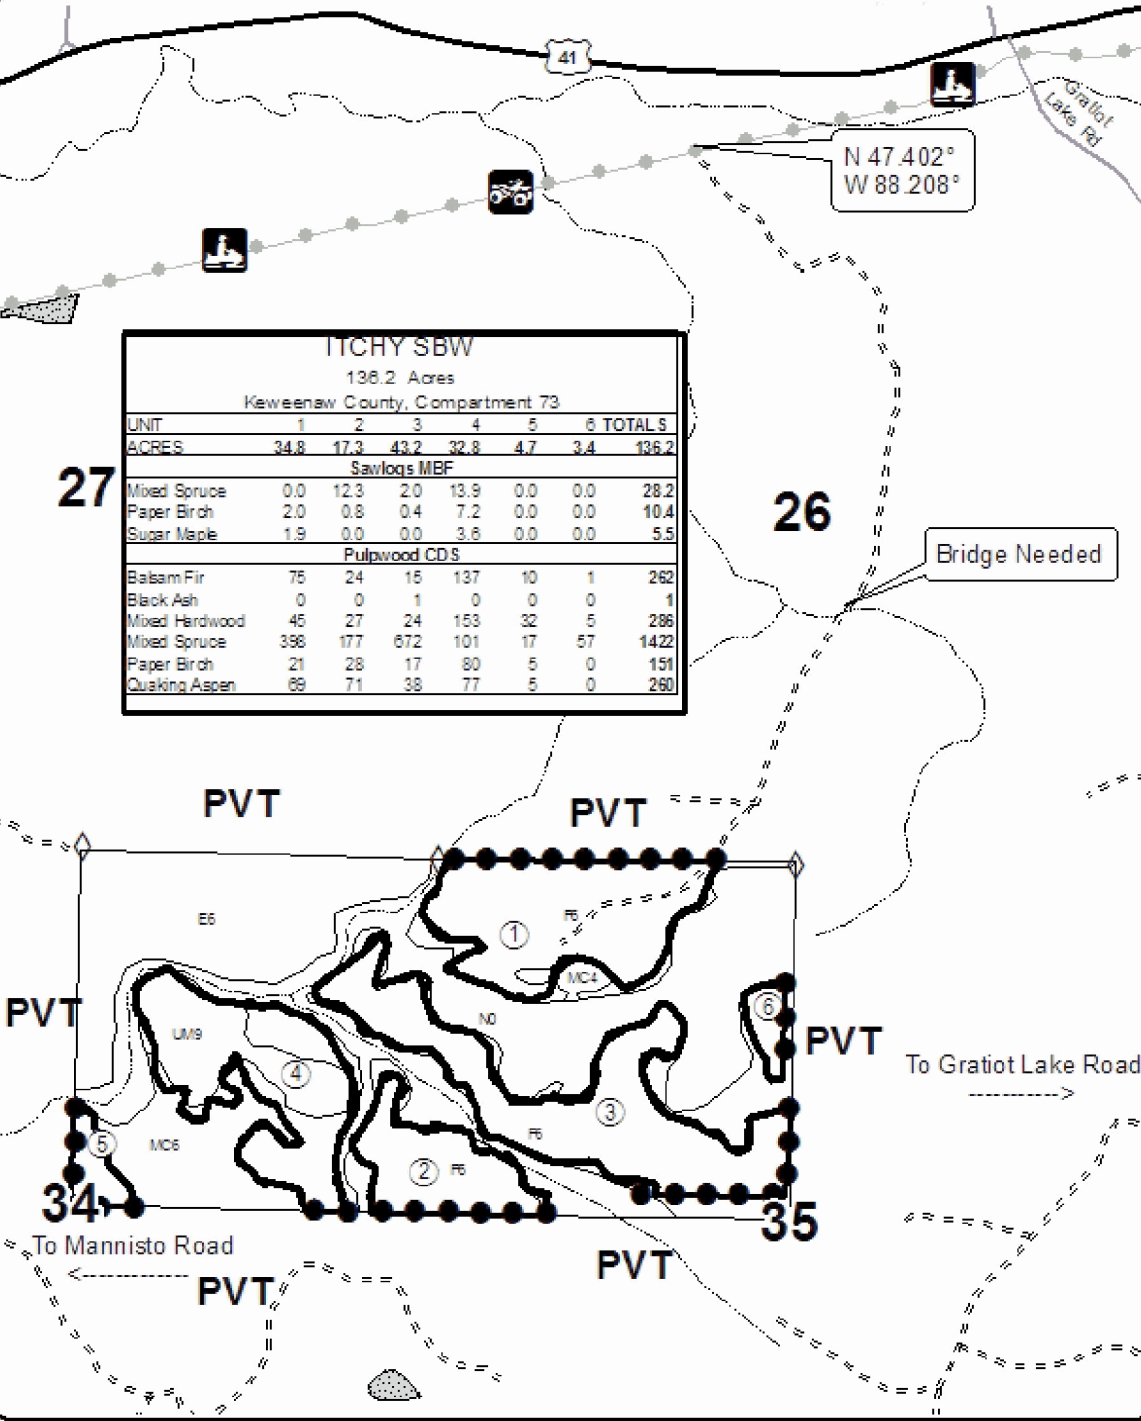 41
Gratiot
Lake Rd
N 47.402°
W 88.208°
ITCHY SBW
136.2 Acres
Keweenaw County, Compartment 73
UNIT 1 2 3 4 5 6 TOTALS
ACRES 34.8 17.3 43.2 32.8 4.7 3.4 136.2
Sawlogs MBF
Mixed Spruce 0.0 12.3 2.0 13.9 0.0 0.0 28.2
Paper Birch 2.0 0.8 0.4 7.2 0.0 0.0 10.4
Sugar Maple 1.9 0.0 0.0 3.6 0.0 0.0 5.5
Pulpwood CDS
Balsam Fir 75 24 15 137 10 1 262
Black Ash 0 0 1 0 0 0 1
Mixed Hardwood 45 27 24 153 32 5 286
Mixed Spruce 398 177 672 101 17 57 1422
Paper Birch 21 28 17 80 5 0 151
Quaking Aspen 69 71 38 77 5 0 260
27
26
Bridge Needed
PVT
PVT
E6
F6
1
MC4
PVT
N0
6
UM9
PVT
4
To Gratiot Lake Road
3
5
MC6
F6
2
F6
34
35
To Mannisto Road
PVT
PVT